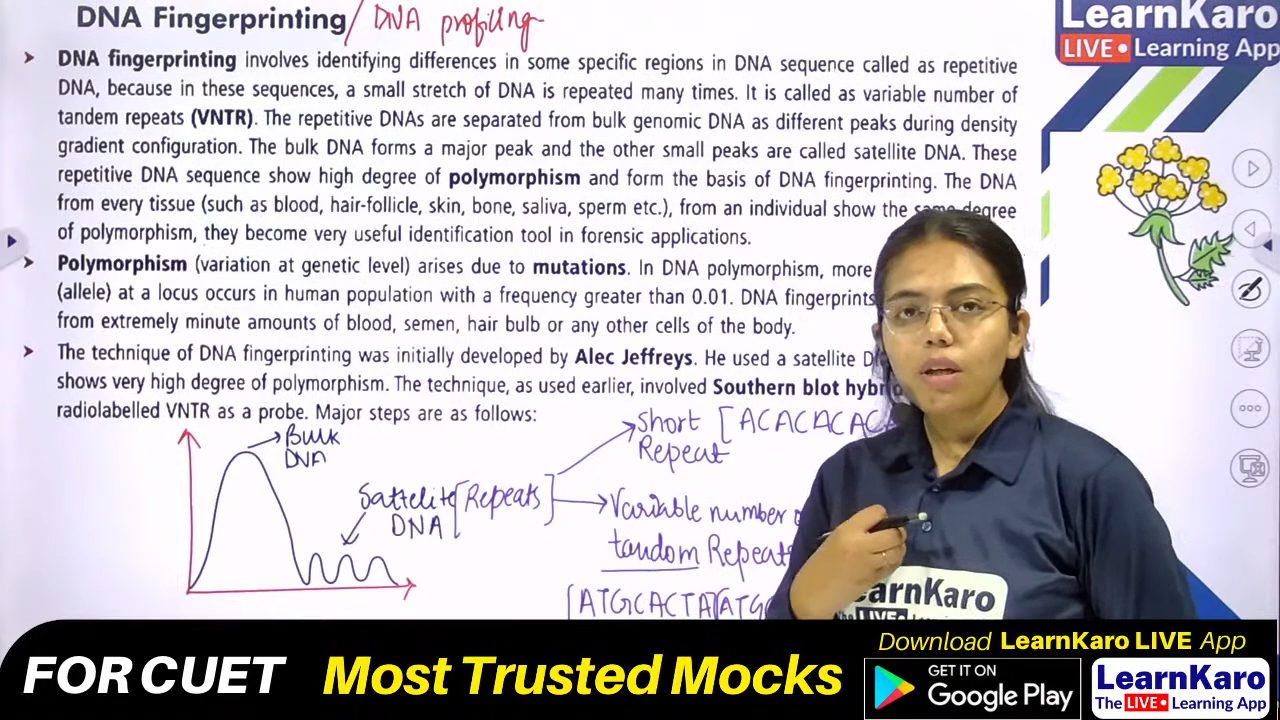 DNA Fingerprinting/ DNA profiling
LearnKaro
LIVE • Learning App
DNA fingerprinting involves identifying differences in some specific regions in DNA sequence called as repetitive
DNA, because in these sequences, a small stretch of DNA is repeated many times. It is called as variable number of
tandem repeats (VNTR). The repetitive DNAs are separated from bulk genomic DNA as different peaks during density
gradient configuration. The bulk DNA forms a major peak and the other small peaks are called satellite DNA. These
repetitive DNA sequence show high degree of polymorphism and form the basis of DNA fingerprinting. The DNA
from every tissue (such as blood, hair-follicle, skin, bone, saliva, sperm etc.), from an individual show the same degree
of polymorphism, they become very useful identification tool in forensic applications.
Polymorphism (variation at genetic level) arises due to mutations. In DNA polymorphism, more
(allele) at a locus occurs in human population with a frequency greater than 0.01. DNA fingerprints
from extremely minute amounts of blood, semen, hair bulb or any other cells of the body.
The technique of DNA fingerprinting was initially developed by Alec Jeffreys. He used a satellite
shows very high degree of polymorphism. The technique, as used earlier, involved Southern blot
radiolabelled VNTR as a probe. Major steps are as follows:
Bulk
DNA
Sattelite [Repeats]
DNA
Short [ACACACACA
Repeat
Variable number
tandom Repeats
[ATGCACTA[ATGC
LearnKaro
The LIVE • Learning
FOR CUET Most Trusted Mocks
Download LearnKaro LIVE App
GET IT ON
Google Play
LearnKaro
The LIVE • Learning App